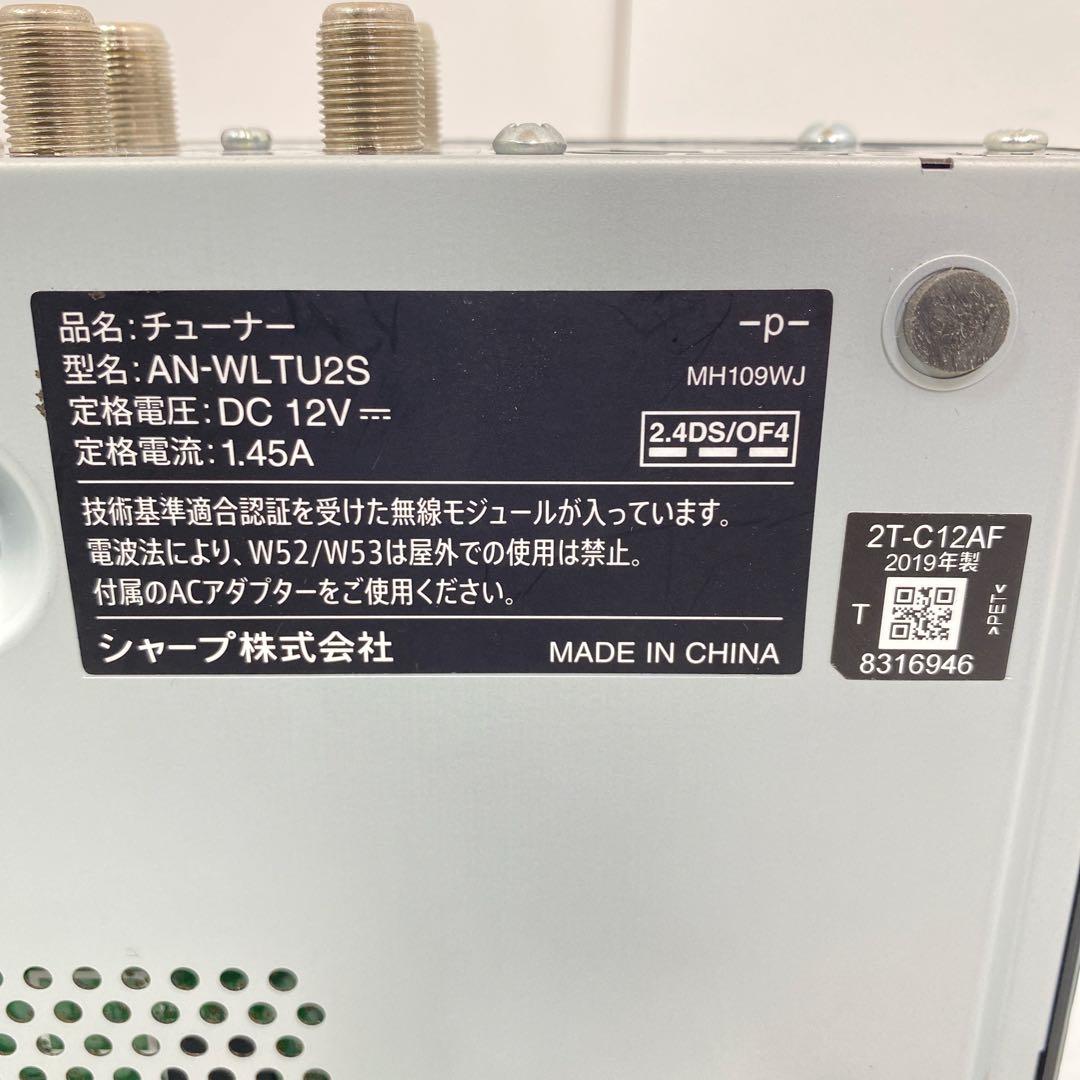 品名:チューナー
型名:AN-WLTU2S
定格電圧:DC 12V⎓
定格電流:1.45A
-p-
MH109WJ
2.4DS/OF4
技術基準適合認証を受けた無線モジュールが入っています。
電波法により、W52/W53は屋外での使用は禁止。
付属のACアダプターをご使用ください。
シャープ株式会社
MADE IN CHINA
2T-C12AF
2019年製
T
>PET<
8316946